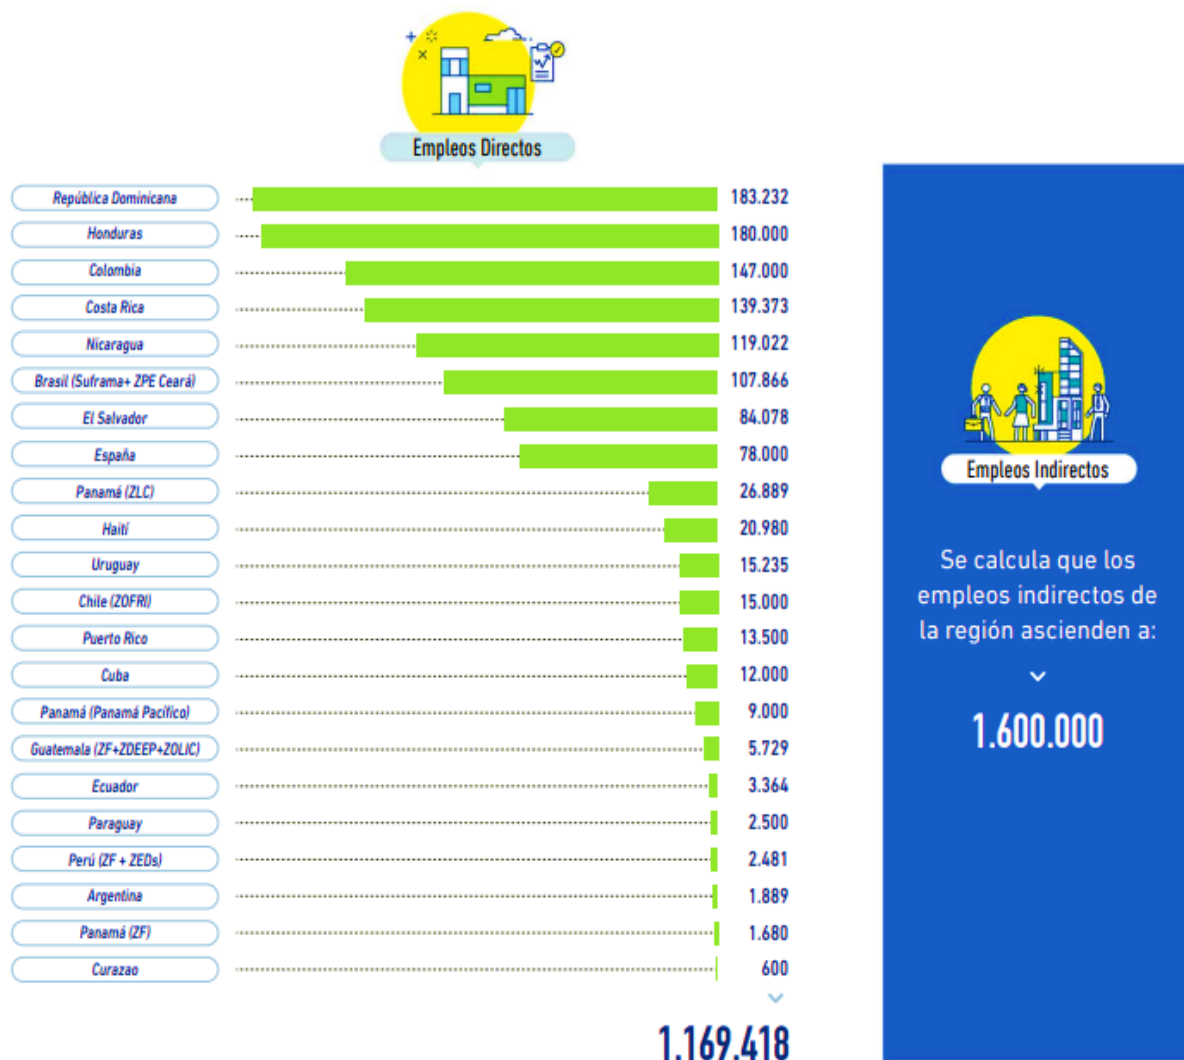 Empleos Directos
República Dominicana 183.232
Honduras 180.000
Colombia 147.000
Costa Rica 139.373
Nicaragua 119.022
Brasil (Suframa+ ZPE Ceará) 107.866
El Salvador 84.078
España 78.000
Panamá (ZLC) 26.889
Haití 20.980
Uruguay 15.235
Chile (ZOFRI) 15.000
Puerto Rico 13.500
Cuba 12.000
Panamá (Panamá Pacífico) 9.000
Guatemala (ZF+ZDEEP+ZOLIC) 5.729
Ecuador 3.364
Paraguay 2.500
Perú (ZF + ZEDs) 2.481
Argentina 1.889
Panamá (ZF) 1.680
Curazao 600
1.169.418
Empleos Indirectos
Se calcula que los
empleos indirectos de
la región ascienden a:
1.600.000